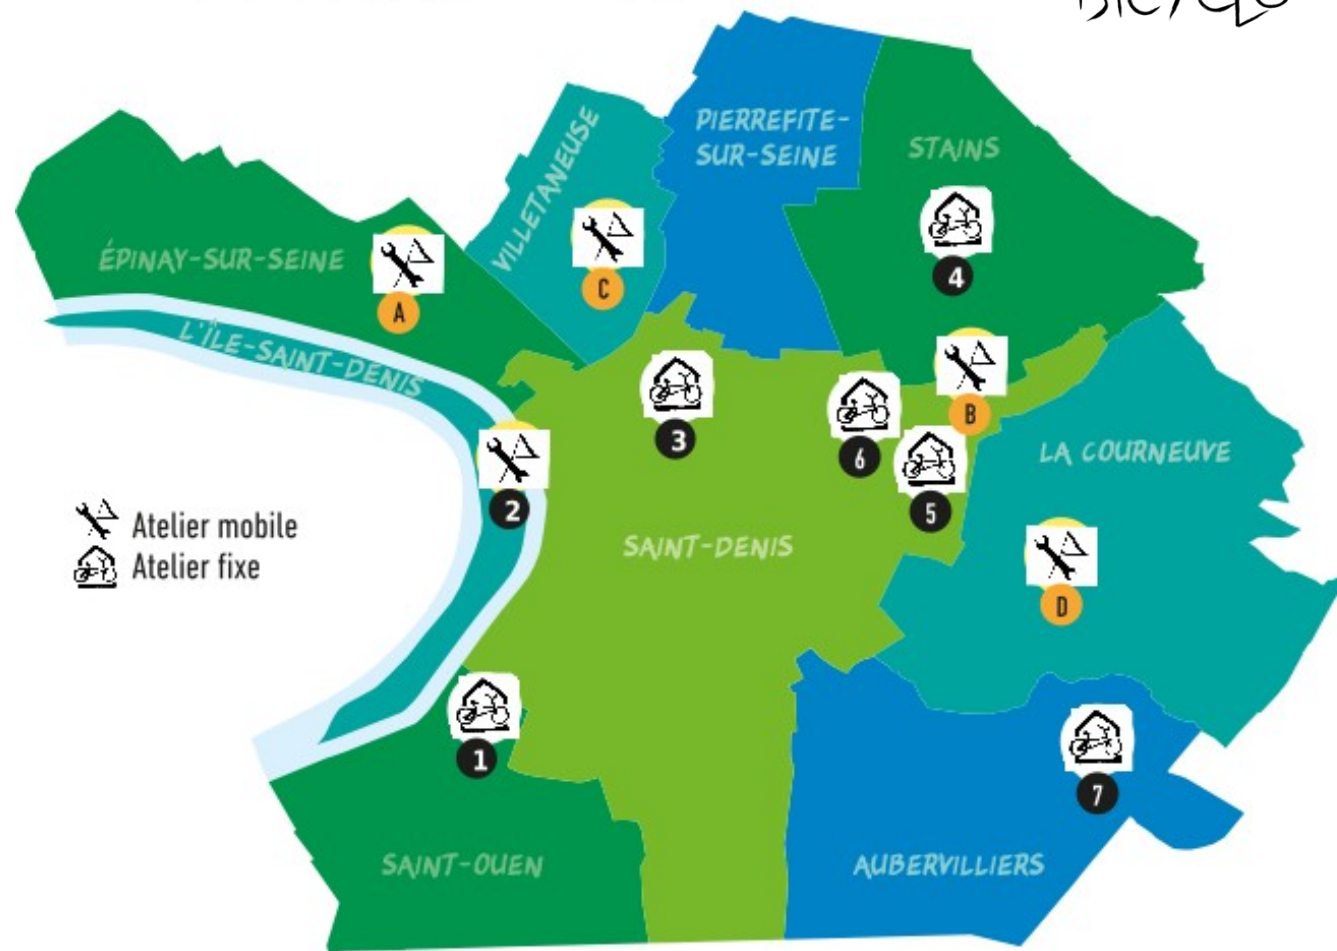 PIERREFITE-
SUR-SEINE
STAINS
VILLETANEUSE
ÉPINAY-SUR-SEINE
A
C
4
L'ÎLE-SAINT-DENIS
3
6
B
LA COURNEUVE
2
5
Atelier mobile
Atelier fixe
SAINT-DENIS
D
1
7
SAINT-OUEN
AUBERVILLIERS